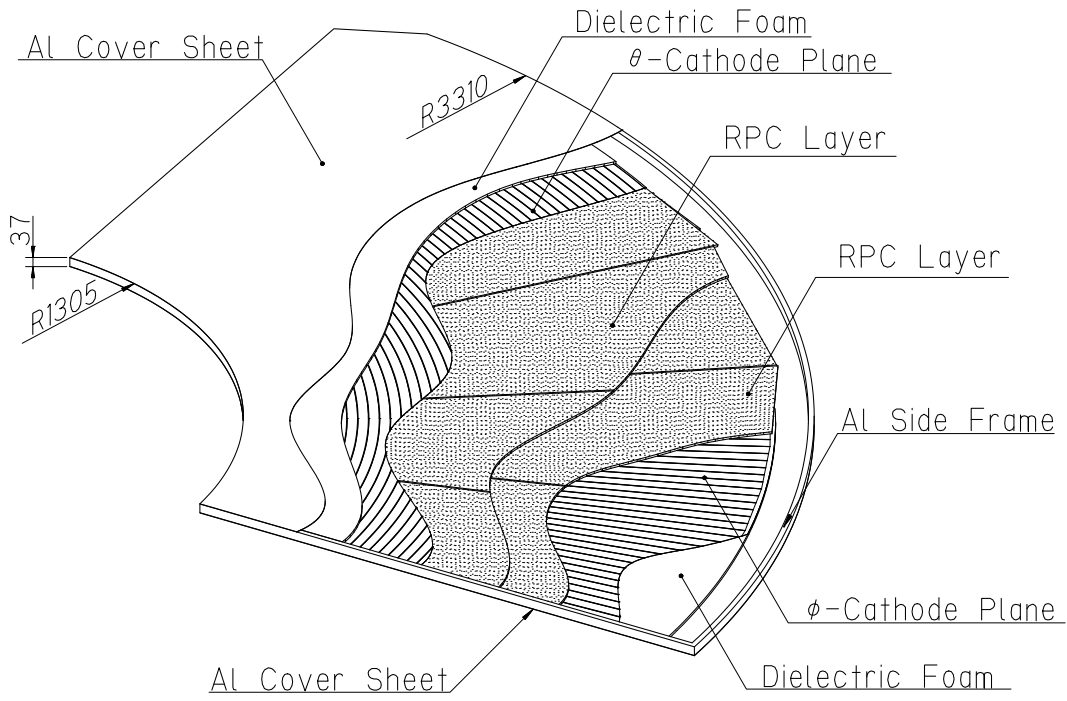 Dielectric Foam
Al Cover Sheet
θ-Cathode Plane
R3310
RPC Layer
37
RPC Layer
R1305
Al Side Frame
ϕ-Cathode Plane
Al Cover Sheet
Dielectric Foam